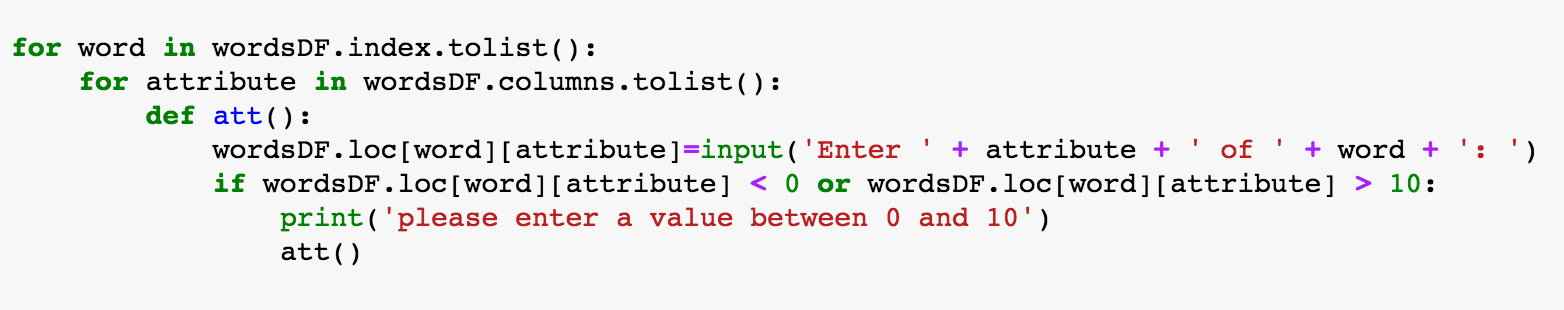 for word in wordsDF.index.tolist():
    for attribute in wordsDF.columns.tolist():
        def att():
            wordsDF.loc[word][attribute]=input('Enter ' + attribute + ' of ' + word + ': ')
            if wordsDF.loc[word][attribute] < 0 or wordsDF.loc[word][attribute] > 10:
                print('please enter a value between 0 and 10')
                att()